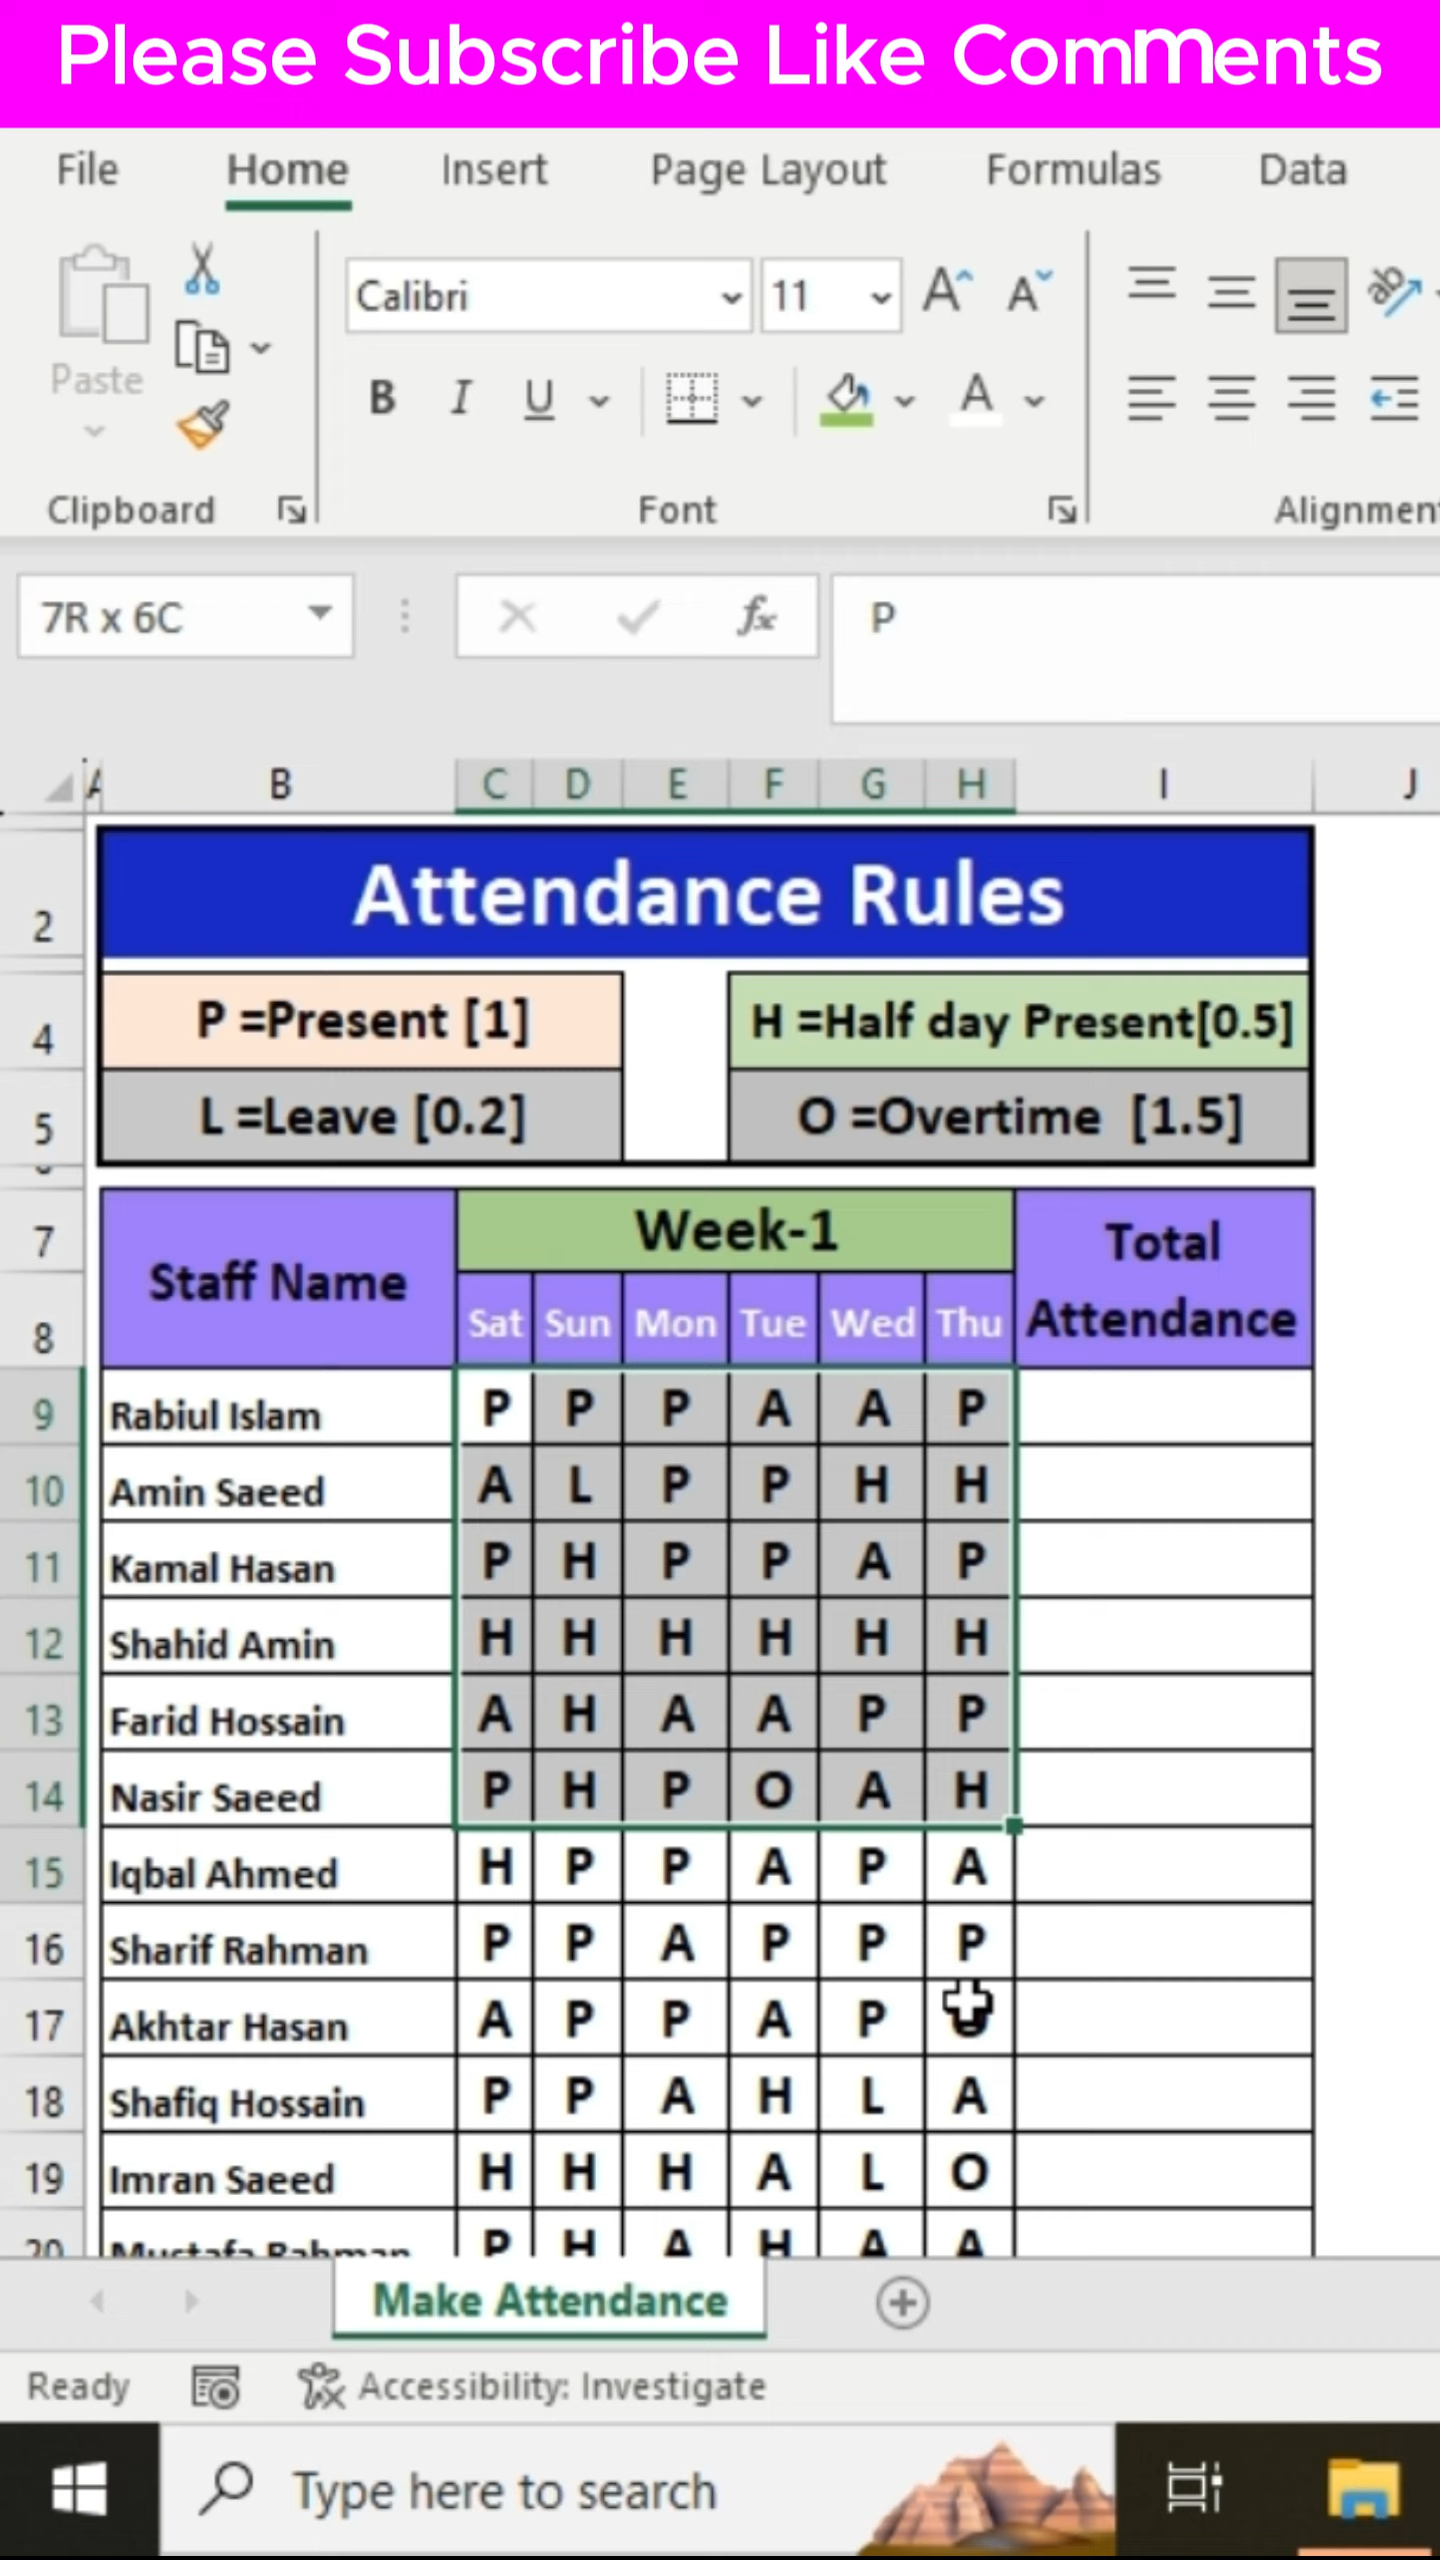 Please Subscribe Like Comments
File Home Insert Page Layout Formulas Data
Calibri 11
Paste
B I U A
Clipboard Font
7R x 6C fx P
A B C D E F G H I J
2 Attendance Rules
4 P =Present [1] H =Half day Present[0.5]
5 L =Leave [0.2] O =Overtime [1.5]
7 Staff Name Week-1 Total Attendance
8 Sat Sun Mon Tue Wed Thu
9 Rabiul Islam P P P A A P
10 Amin Saeed A L P P H H
11 Kamal Hasan P H P P A P
12 Shahid Amin H H H H H H
13 Farid Hossain A H A A P P
14 Nasir Saeed P H P O A H
15 Iqbal Ahmed H P P A P A
16 Sharif Rahman P P A P P P
17 Akhtar Hasan A P P A P
18 Shafiq Hossain P P A H L A
19 Imran Saeed H H H A L O
20 Mustafa Rahman P H A H A A
Make Attendance
Ready Accessibility: Investigate
Type here to search